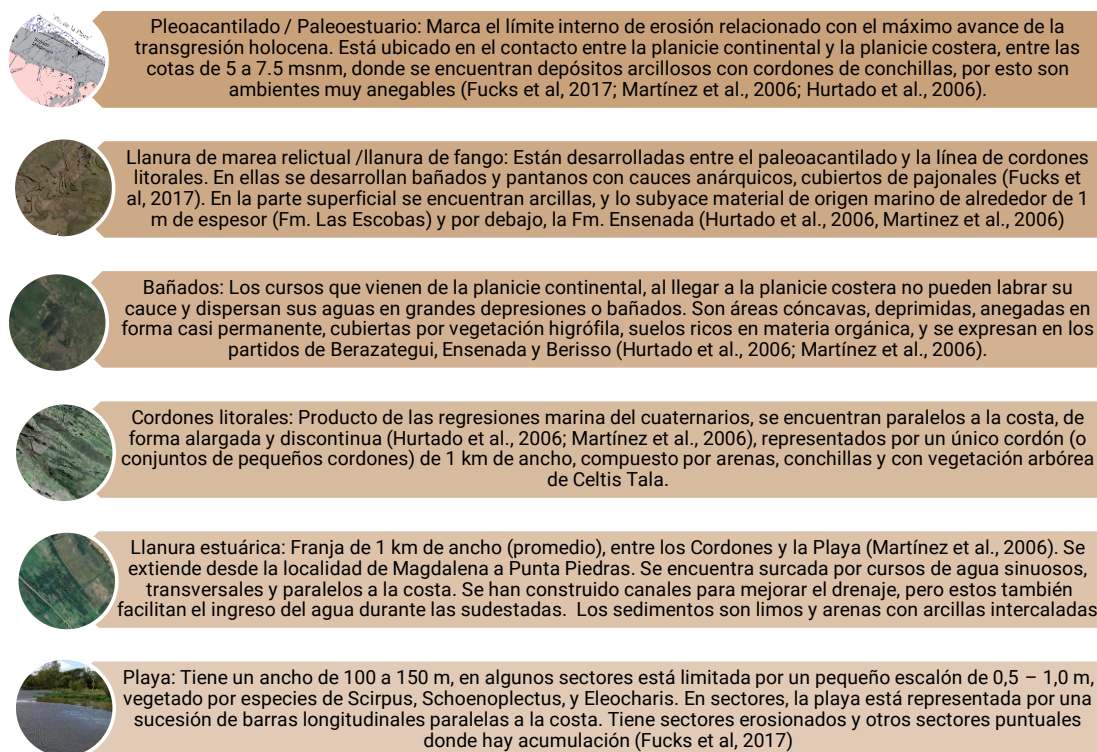 de la Plata
Pleoacantilado / Paleoestuario: Marca el límite interno de erosión relacionado con el máximo avance de la
transgresión holocena. Está ubicado en el contacto entre la planicie continental y la planicie costera, entre las
cotas de 5 a 7.5 msnm, donde se encuentran depósitos arcillosos con cordones de conchillas, por esto son
ambientes muy anegables (Fucks et al, 2017; Martínez et al., 2006; Hurtado et al., 2006).
Llanura de marea relictual /llanura de fango: Están desarrolladas entre el paleoacantilado y la línea de cordones
litorales. En ellas se desarrollan bañados y pantanos con cauces anárquicos, cubiertos de pajonales (Fucks et
al, 2017). En la parte superficial se encuentran arcillas, y lo subyace material de origen marino de alrededor de 1
m de espesor (Fm. Las Escobas) y por debajo, la Fm. Ensenada (Hurtado et al., 2006, Martinez et al., 2006)
Bañados: Los cursos que vienen de la planicie continental, al llegar a la planicie costera no pueden labrar su
cauce y dispersan sus aguas en grandes depresiones o bañados. Son áreas cóncavas, deprimidas, anegadas en
forma casi permanente, cubiertas por vegetación higrófila, suelos ricos en materia orgánica, y se expresan en los
partidos de Berazategui, Ensenada y Berisso (Hurtado et al., 2006; Martínez et al., 2006).
Cordones litorales: Producto de las regresiones marina del cuaternarios, se encuentran paralelos a la costa, de
forma alargada y discontinua (Hurtado et al., 2006; Martínez et al., 2006), representados por un único cordón (o
conjuntos de pequeños cordones) de 1 km de ancho, compuesto por arenas, conchillas y con vegetación arbórea
de Celtis Tala.
Llanura estuárica: Franja de 1 km de ancho (promedio), entre los Cordones y la Playa (Martínez et al., 2006). Se
extiende desde la localidad de Magdalena a Punta Piedras. Se encuentra surcada por cursos de agua sinuosos,
transversales y paralelos a la costa. Se han construido canales para mejorar el drenaje, pero estos también
facilitan el ingreso del agua durante las sudestadas. Los sedimentos son limos y arenas con arcillas intercaladas
Playa: Tiene un ancho de 100 a 150 m, en algunos sectores está limitada por un pequeño escalón de 0,5 – 1,0 m,
vegetado por especies de Scirpus, Schoenoplectus, y Eleocharis. En sectores, la playa está representada por una
sucesión de barras longitudinales paralelas a la costa. Tiene sectores erosionados y otros sectores puntuales
donde hay acumulación (Fucks et al, 2017)